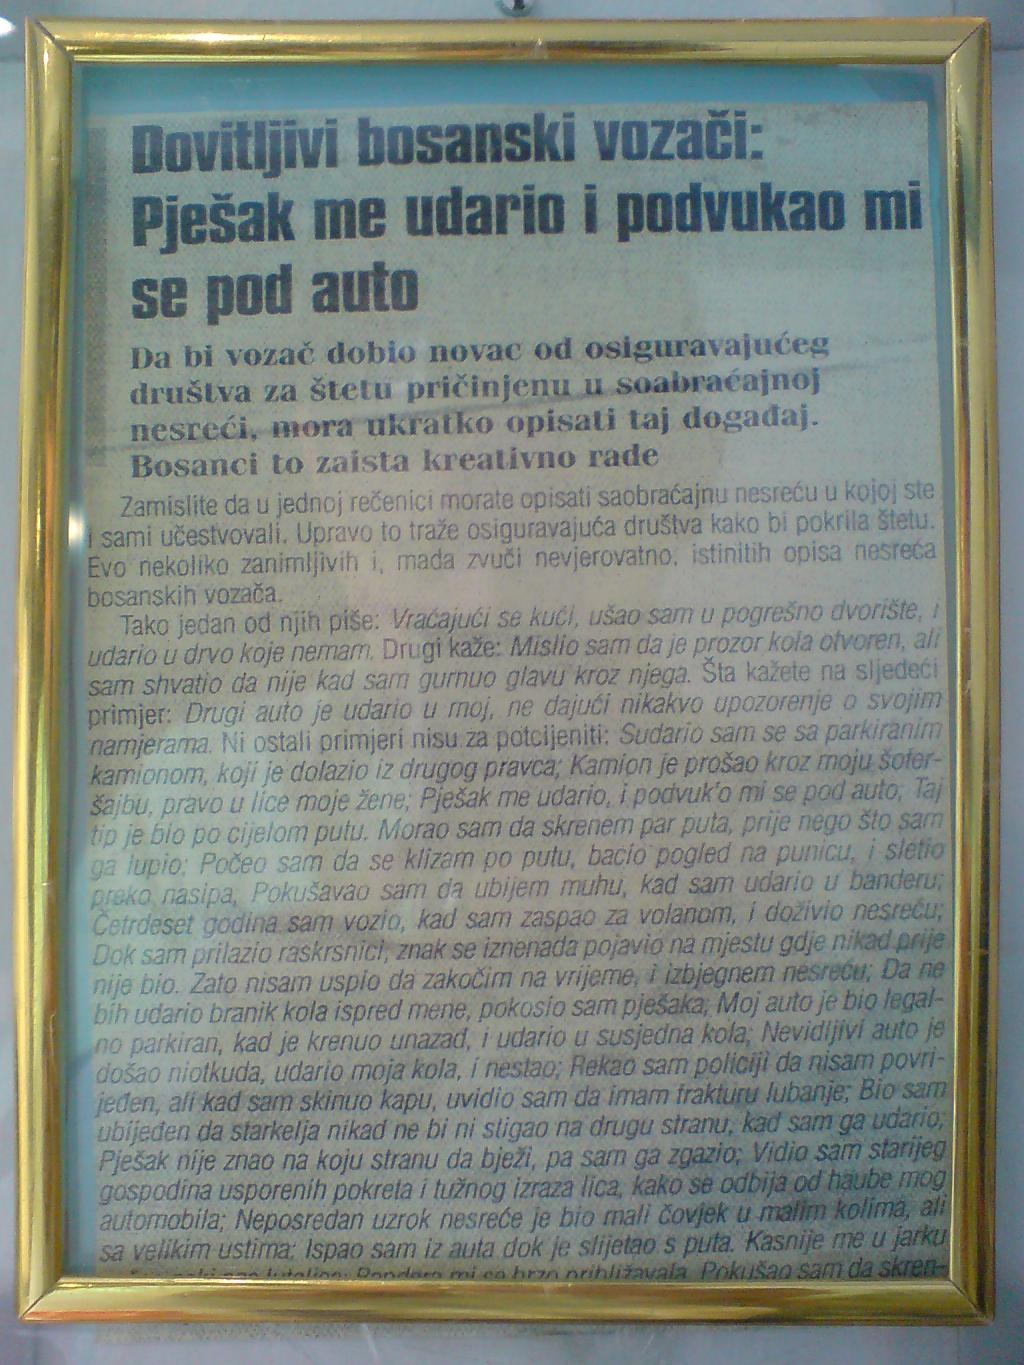 Dovitljivi bosanski vozači:
Pješak me udario i podvukao mi
se pod auto
Da bi vozač dobio novac od osiguravajućeg
društva za štetu pričinjenu u soabraćajnoj
nesreći, mora ukratko opisati taj događaj.
Bosanci to zaista kreativno rade
Zamislite da u jednoj rečenici morate opisati saobraćajnu nesreću u kojoj ste
i sami učestvovali. Upravo to traže osiguravajuća društva kako bi pokrila štetu.
Evo nekoliko zanimljivih i, mada zvuči nevjerovatno, istinitih opisa nesreća
bosanskih vozača.
Tako jedan od njih piše: Vraćajući se kući, ušao sam u pogrešno dvorište, i
udario u drvo koje nemam. Drugi kaže: Mislio sam da je prozor kola otvoren, ali
sam shvatio da nije kad sam gurnuo glavu kroz njega. Šta kažete na sljedeći
primjer: Drugi auto je udario u moj, ne dajući nikakvo upozorenje o svojim
namjerama. Ni ostali primjeri nisu za potcijeniti: Sudario sam se sa parkiranim
kamionom, koji je dolazio iz drugog pravca; Kamion je prošao kroz moju šofer-
šajbu, pravo u lice moje žene; Pješak me udario, i podvuk'o mi se pod auto; Taj
tip je bio po cijelom putu. Morao sam da skrenem par puta, prije nego što sam
ga lupio; Počeo sam da se klizam po putu, bacio pogled na punicu, i sletio
preko nasipa; Pokušavao sam da ubijem muhu, kad sam udario u banderu;
Četrdeset godina sam vozio, kad sam zaspao za volanom, i doživio nesreću;
Dok sam prilazio raskrsnici, znak se iznenada pojavio na mjestu gdje nikad prije
nije bio. Zato nisam uspio da zakočim na vrijeme, i izbjegnem nesreću; Da ne
bih udario branik kola ispred mene, pokosio sam pješaka; Moj auto je bio legal-
no parkiran, kad je krenuo unazad, i udario u susjedna kola; Nevidljivi auto je
došao niotkuda, udario moja kola, i nestao; Rekao sam policiji da nisam povri-
jeđen, ali kad sam skinuo kapu, uvidio sam da imam frakturu lubanje; Bio sam
ubijeđen da starkelja nikad ne bi ni stigao na drugu stranu, kad sam ga udario;
Pješak nije znao na koju stranu da bježi, pa sam ga zgazio; Vidio sam starijeg
gospodina usporenih pokreta i tužnog izraza lica, kako se odbija od haube mog
automobila; Neposredan uzrok nesreće je bio mali čovjek u malim kolima, ali
sa velikim ustima; Ispao sam iz auta dok je slijetao s puta. Kasnije me u jarku
Bandera mi se brzo približavala. Pokušao sam da skren-